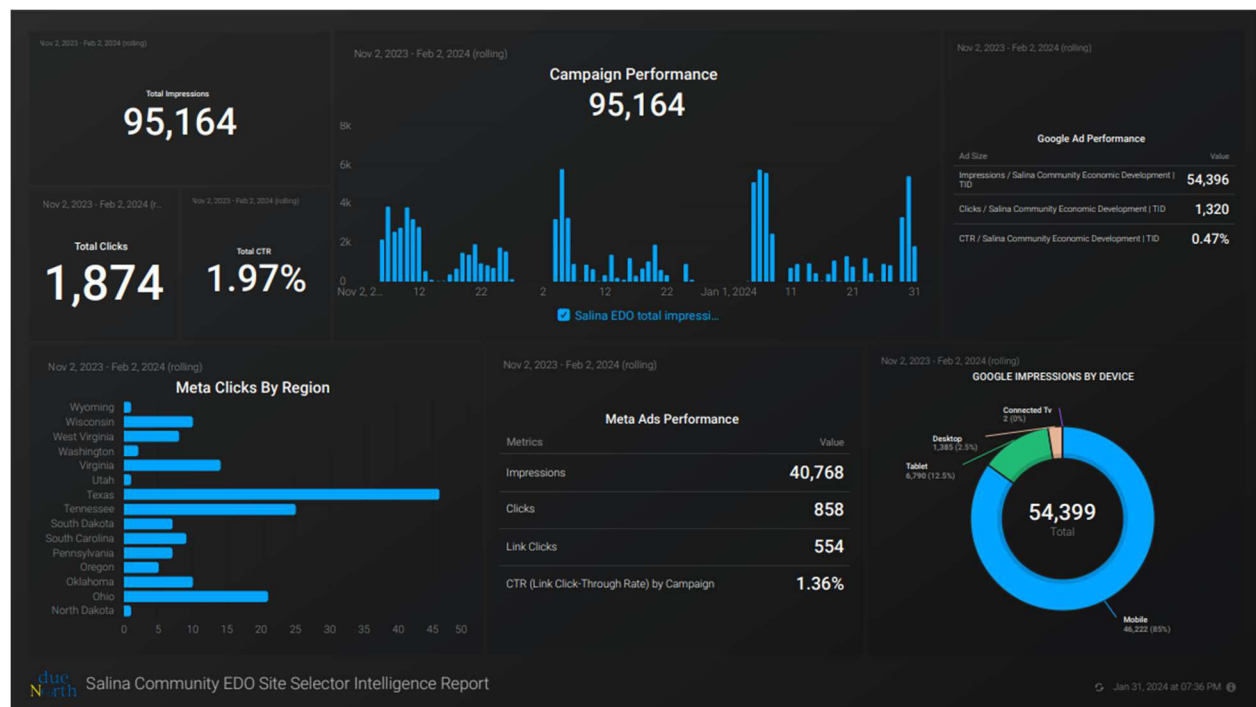 Nov 2, 2023 - Feb 2, 2024 (rolling)
Total Impressions
95,164
Nov 2, 2023 - Feb 2, 2024 (r...
Total Clicks
1,874
Nov 2, 2023 - Feb 2, 2024 (rolling)
Total CTR
1.97%
Nov 2, 2023 - Feb 2, 2024 (rolling)
Campaign Performance
95,164
8k
6k
4k
2k
0
Nov 2, 2... 12 22 2 12 22 Jan 1, 2024 11 21 31
Salina EDO total impressi...
Nov 2, 2023 - Feb 2, 2024 (rolling)
Google Ad Performance
Ad Size Value
Impressions / Salina Community Economic Development |
TID 54,396
Clicks / Salina Community Economic Development | TID 1,320
CTR / Salina Community Economic Development | TID 0.47%
Nov 2, 2023 - Feb 2, 2024 (rolling)
Meta Clicks By Region
Wyoming
Wisconsin
West Virginia
Washington
Virginia
Utah
Texas
Tennessee
South Dakota
South Carolina
Pennsylvania
Oregon
Oklahoma
Ohio
North Dakota
0 5 10 15 20 25 30 35 40 45 50
Nov 2, 2023 - Feb 2, 2024 (rolling)
Meta Ads Performance
Metrics Value
Impressions 40,768
Clicks 858
Link Clicks 554
CTR (Link Click-Through Rate) by Campaign 1.36%
Nov 2, 2023 - Feb 2, 2024 (rolling)
GOOGLE IMPRESSIONS BY DEVICE
Connected Tv
2 (0%)
Desktop
1,385 (2.5%)
Tablet
6,790 (12.5%)
54,399
Total
Mobile
46,222 (85%)
due
North
Salina Community EDO Site Selector Intelligence Report
Jan 31, 2024 at 07:36 PM